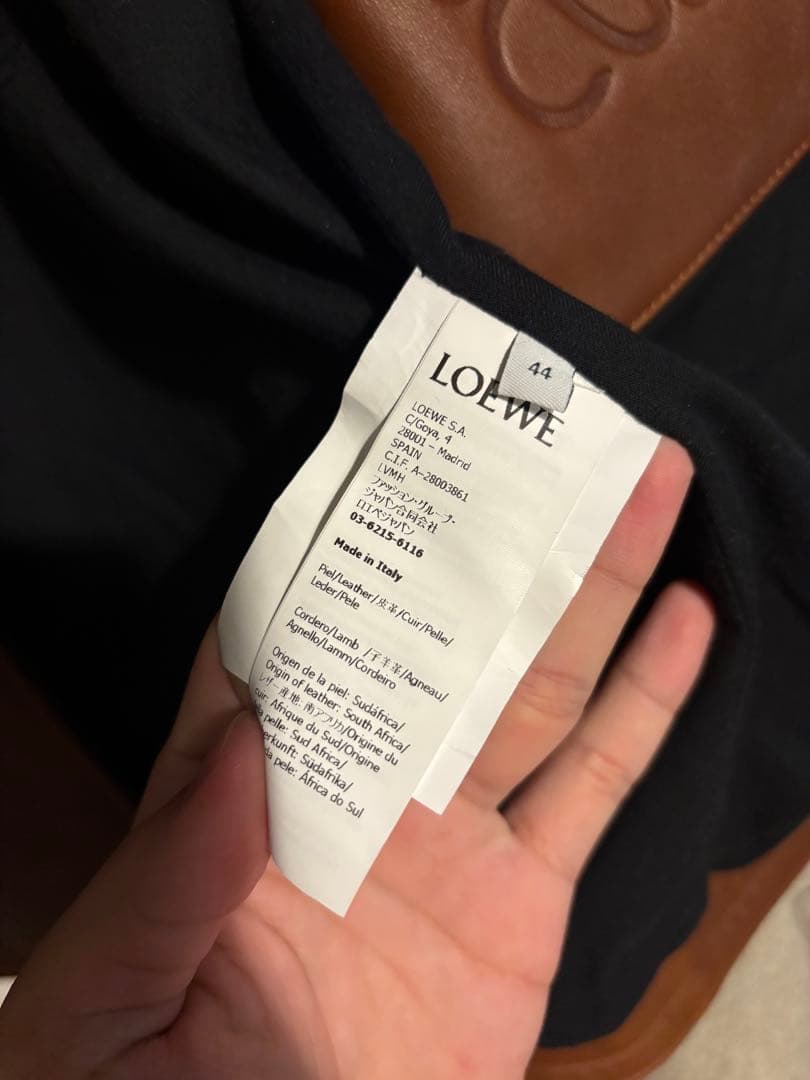 44
LOEWE
LOEWE S.A.
C/Goya, 4
28001 – Madrid
SPAIN
C.I.F. A-28003861
LVMH
ファッション・グループ・
ジャパン合同会社
ロエベジャパン
03-6215-6116
Made in Italy
Piel/Leather/皮革/Cuir/Pelle/
Leder/Pele
Cordero/Lamb /子羊革/Agneau/
Agnello/Lamm/Cordeiro
Origen de la piel: Sudáfrica/
Origin of leather: South Africa/
レザー産地: 南アフリカ/Origine du
cuir: Afrique du Sud/Origine
pelle: Sud Africa/
Südafrika/
pele: África do Sul